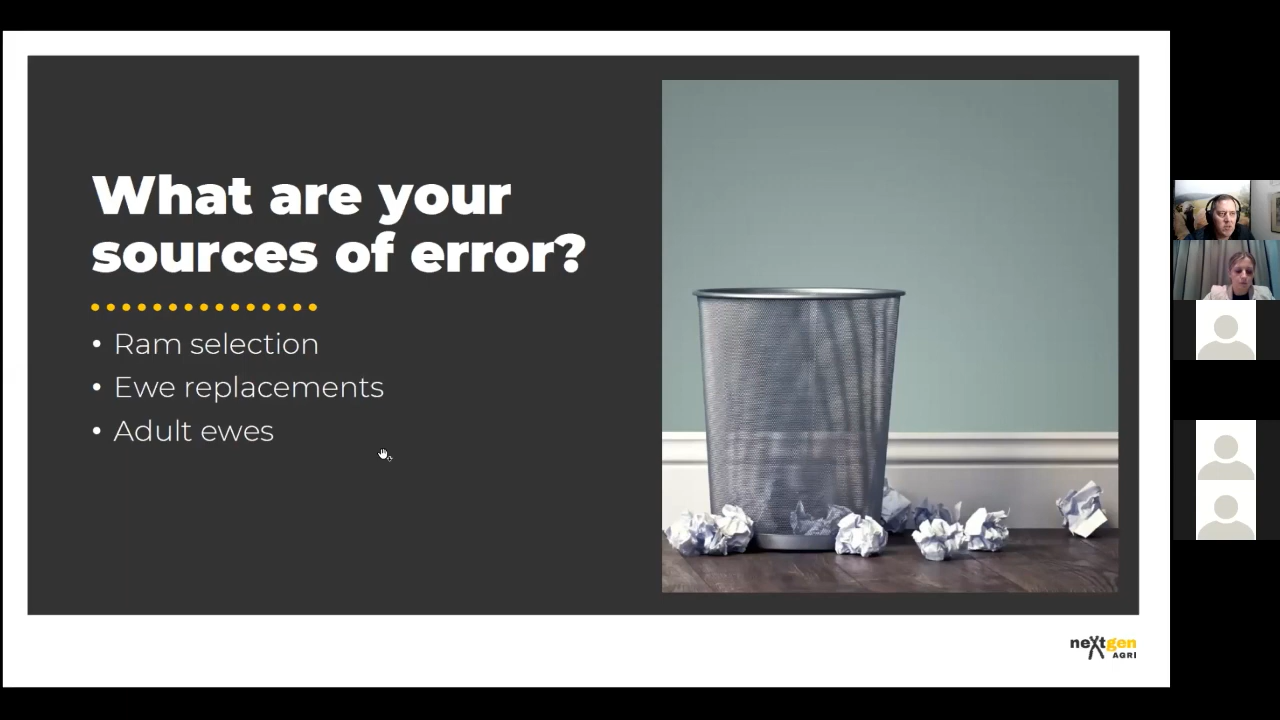 What are your
sources of error?
• Ram selection
• Ewe replacements
• Adult ewes
nextgen
AGRI